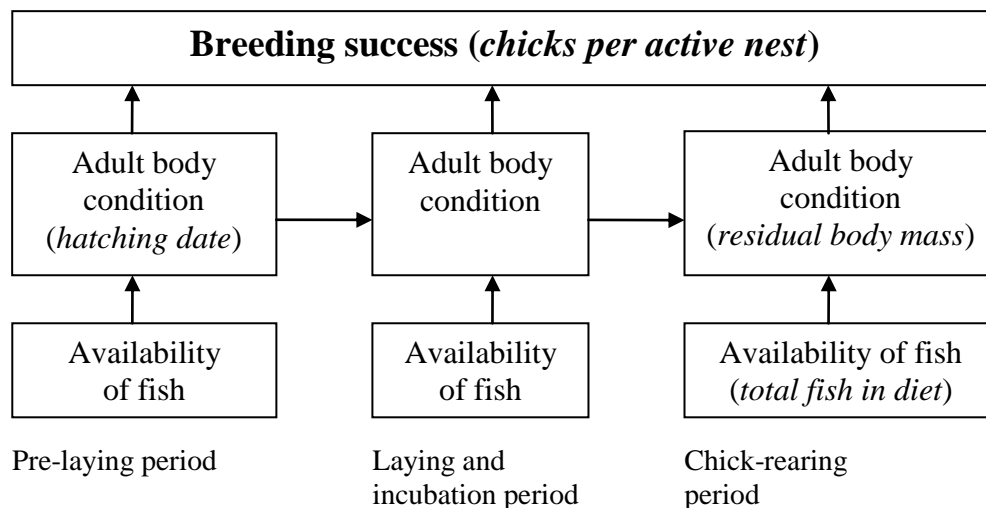 Breeding success (chicks per active nest)
Adult body
condition
(hatching date)
Adult body
condition
Adult body
condition
(residual body mass)
Availability
of fish
Availability
of fish
Availability of fish
(total fish in diet)
Pre-laying period
Laying and
incubation period
Chick-rearing
period